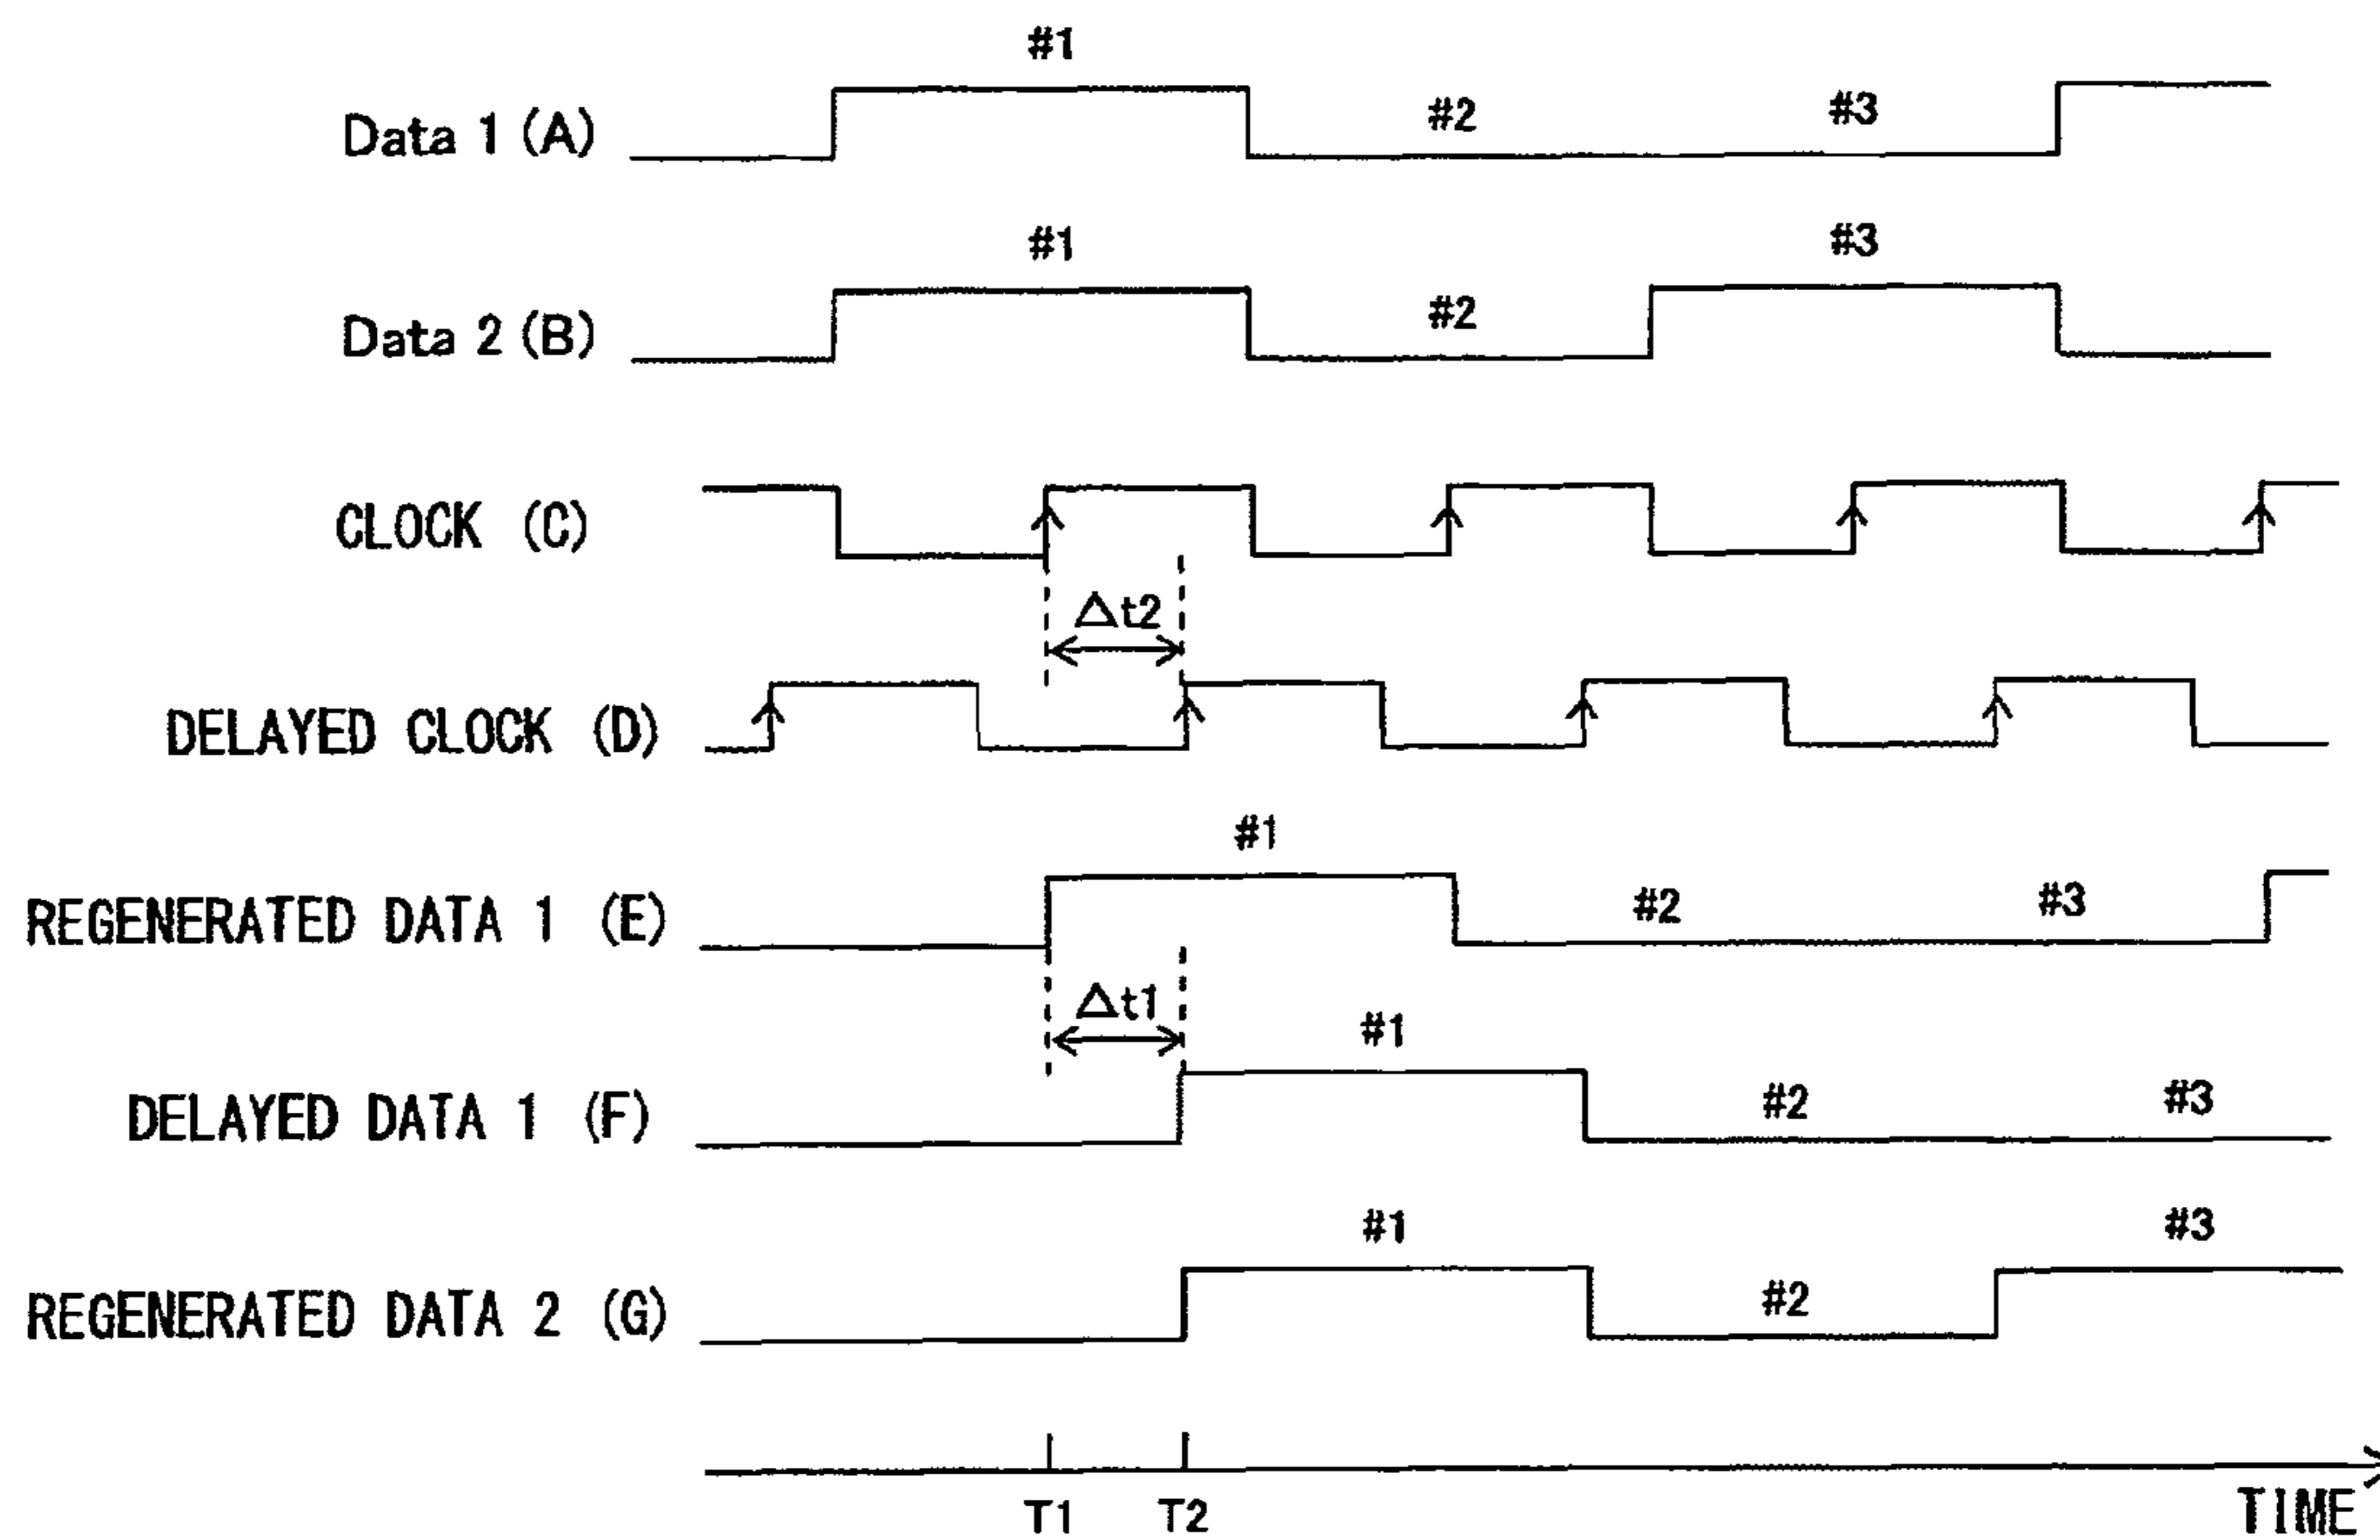 #1
Data 1 (A)
#2
#3
#1
#3
Data 2 (B)
#2
CLOCK (C)
Δt2
DELAYED CLOCK (D)
#1
REGENERATED DATA 1 (E)
#2
#3
Δt1
#1
DELAYED DATA 1 (F)
#2
#3
#1
#3
REGENERATED DATA 2 (G)
#2
T1
T2
TIME